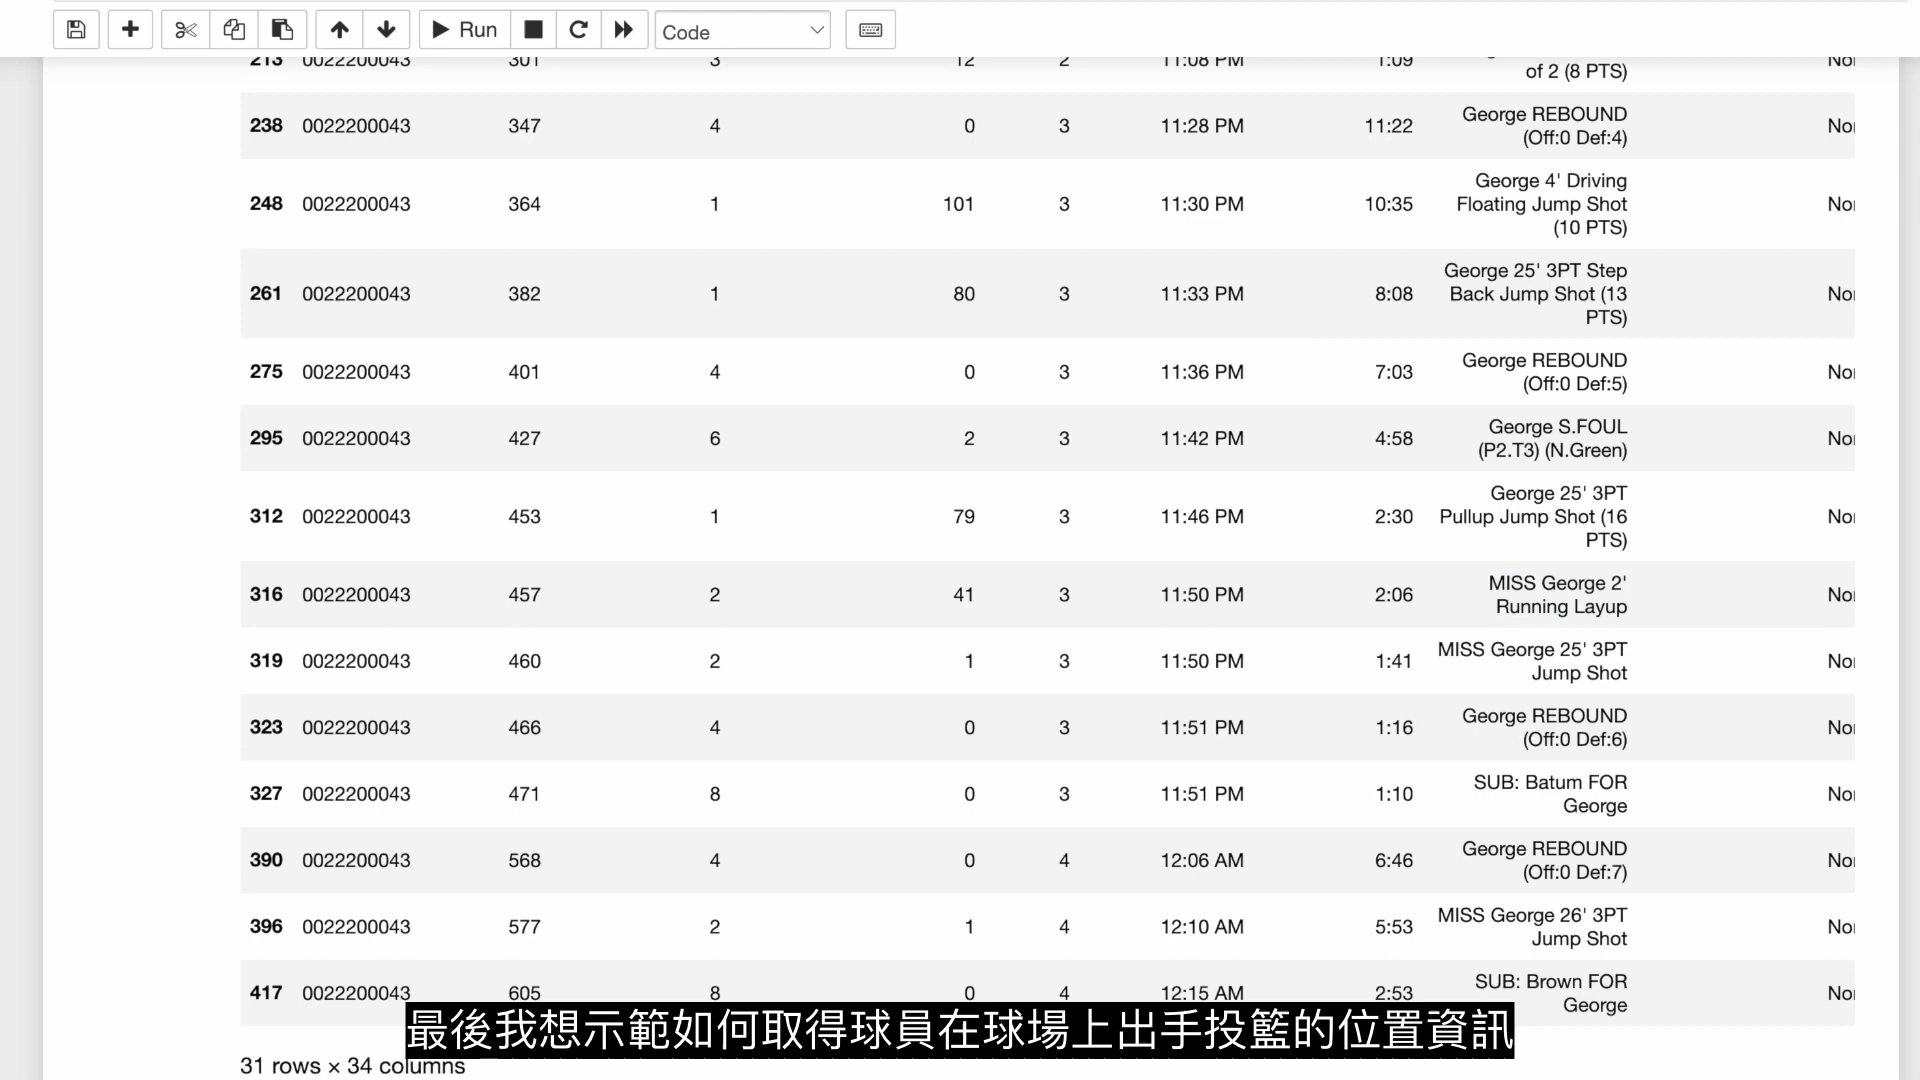 Run Code
213 0022200043 301 3 12 2 11:08 PM 1:09
of 2 (8 PTS)
238 0022200043 347 4 0 3 11:28 PM 11:22 George REBOUND
(Off:0 Def:4)
248 0022200043 364 1 101 3 11:30 PM 10:35 George 4' Driving
Floating Jump Shot
(10 PTS)
261 0022200043 382 1 80 3 11:33 PM 8:08 George 25' 3PT Step
Back Jump Shot (13
PTS)
275 0022200043 401 4 0 3 11:36 PM 7:03 George REBOUND
(Off:0 Def:5)
295 0022200043 427 6 2 3 11:42 PM 4:58 George S.FOUL
(P2.T3) (N.Green)
312 0022200043 453 1 79 3 11:46 PM 2:30 George 25' 3PT
Pullup Jump Shot (16
PTS)
316 0022200043 457 2 41 3 11:50 PM 2:06 MISS George 2'
Running Layup
319 0022200043 460 2 1 3 11:50 PM 1:41 MISS George 25' 3PT
Jump Shot
323 0022200043 466 4 0 3 11:51 PM 1:16 George REBOUND
(Off:0 Def:6)
327 0022200043 471 8 0 3 11:51 PM 1:10 SUB: Batum FOR
George
390 0022200043 568 4 0 4 12:06 AM 6:46 George REBOUND
(Off:0 Def:7)
396 0022200043 577 2 1 4 12:10 AM 5:53 MISS George 26' 3PT
Jump Shot
417 0022200043 605 8 0 4 12:15 AM 2:53 SUB: Brown FOR
George
最後我想示範如何取得球員在球場上出手投籃的位置資訊
31 rows × 34 columns